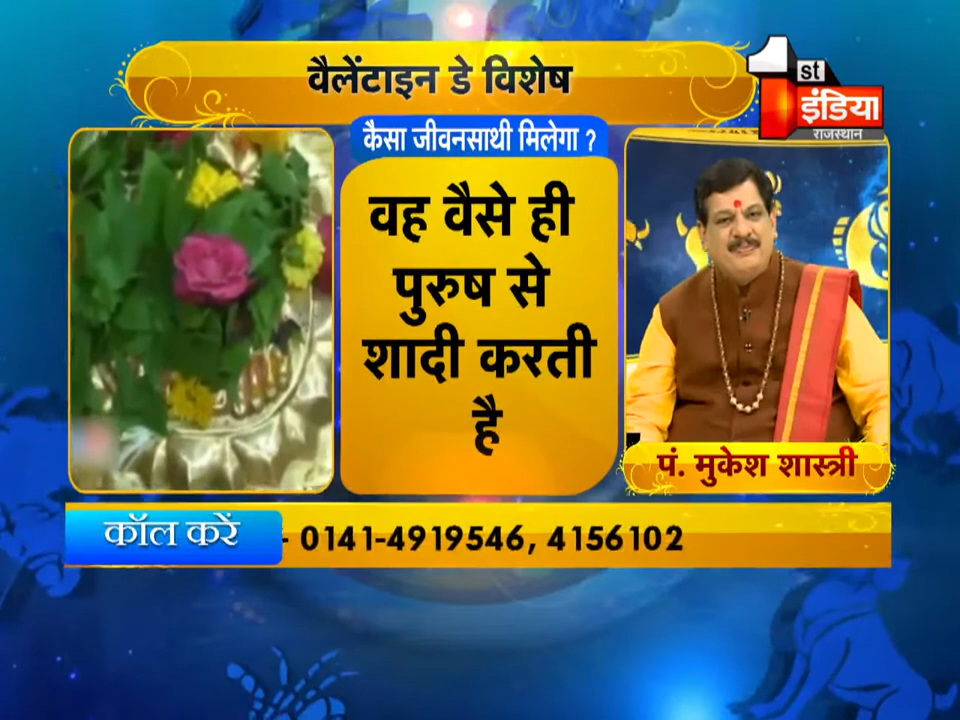 वैलेंटाइन डे विशेष
1st
इंडिया
राजस्थान
कैसा जीवनसाथी मिलेगा ?
वह वैसे ही
पुरुष से
शादी करती
है
पं. मुकेश शास्त्री
कॉल करें - 0141-4919546, 4156102